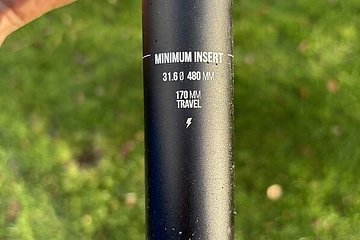 MINIMUM INSERT
31.6 Ø 480 MM
170 MM
TRAVEL